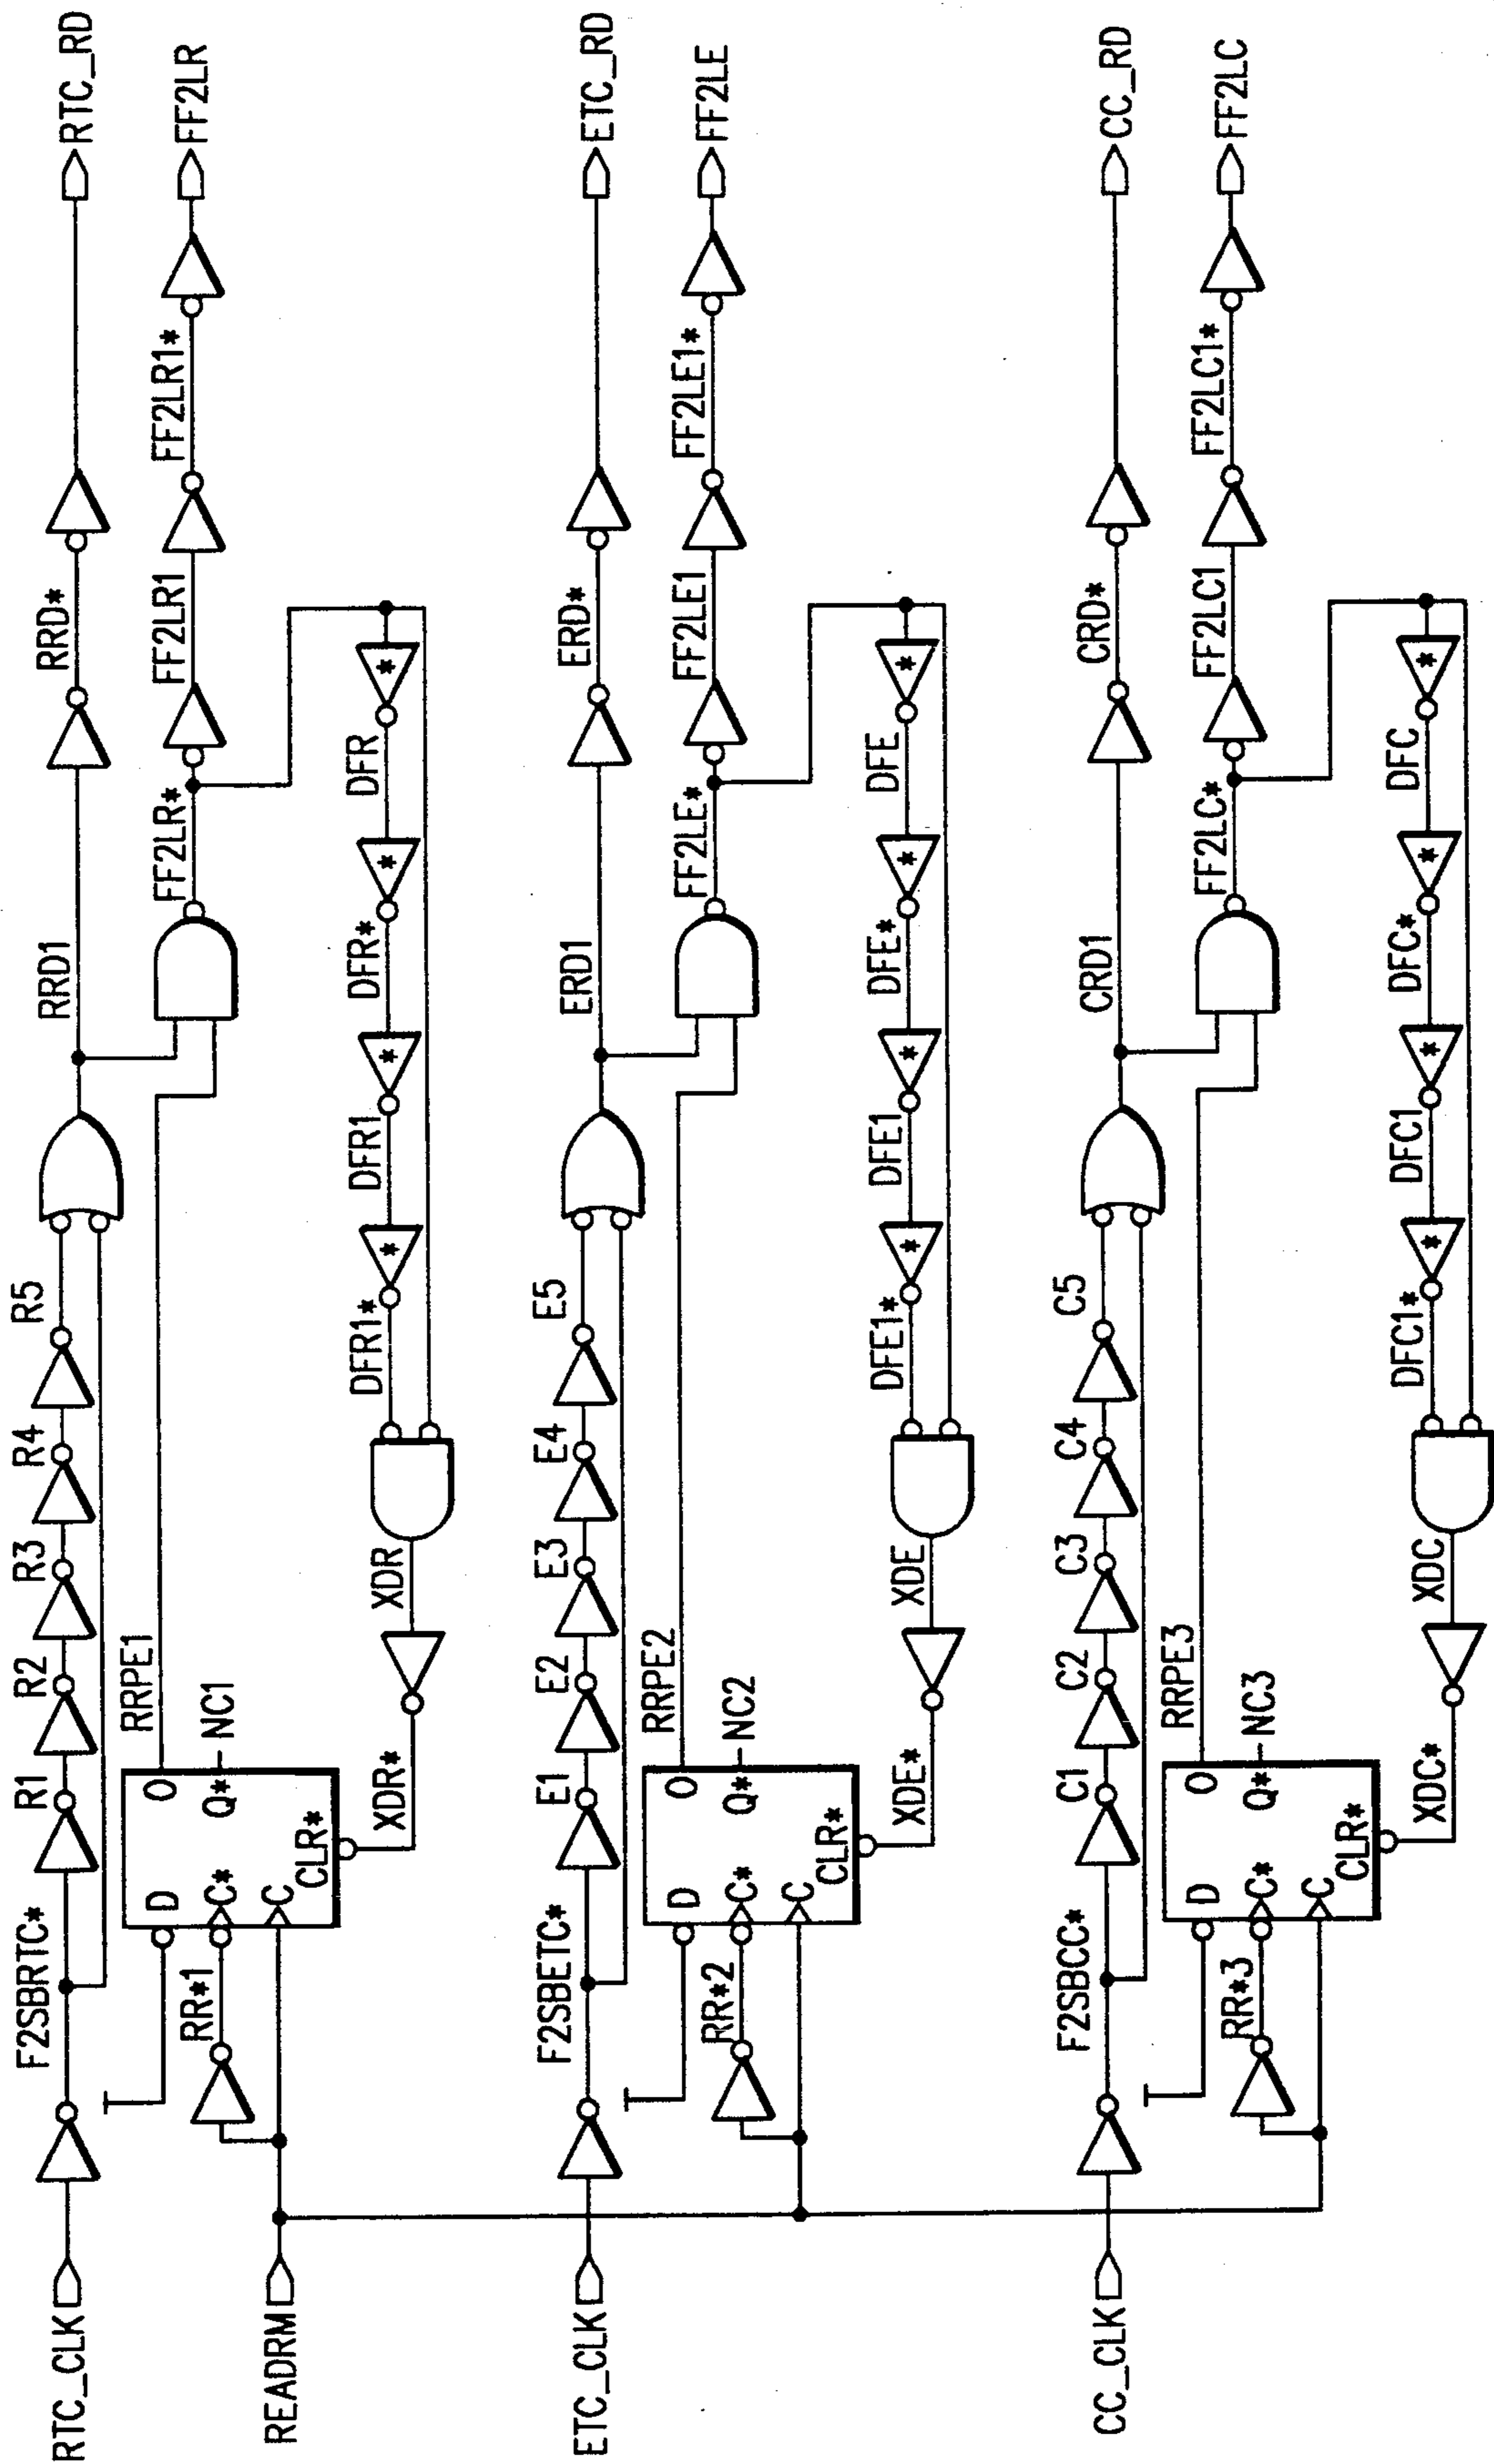 RTC_CLK
F2SBRTC*
R1
R2
R3
R4
R5
RRD1
RRD*
RTC_RD
READRM
RR*1
D
C*
C
O
Q*
CLR*
NC1
RRPE1
FF2LR*
FF2LR1
FF2LR1*
FF2LR
XDR*
XDR
DFR1*
*
DFR1
*
DFR*
*
DFR
*
ETC_CLK
F2SBETC*
E1
E2
E3
E4
E5
ERD1
ERD*
ETC_RD
RR*2
D
C*
C
O
Q*
CLR*
NC2
RRPE2
FF2LE*
FF2LE1
FF2LE1*
FF2LE
XDE*
XDE
DFE1*
*
DFE1
*
DFE*
*
DFE
*
CC_CLK
F2SBCC*
C1
C2
C3
C4
C5
CRD1
CRD*
CC_RD
RR*3
D
C*
C
O
Q*
CLR*
NC3
RRPE3
FF2LC*
FF2LC1
FF2LC1*
FF2LC
XDC*
XDC
DFC1*
*
DFC1
*
DFC*
*
DFC
*